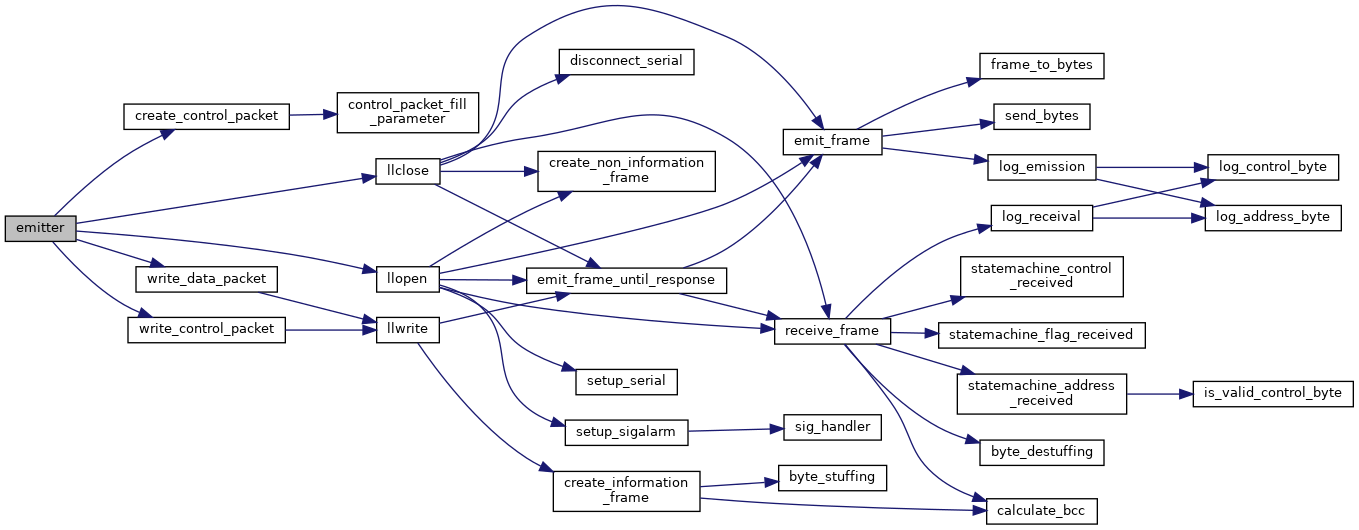 emitter
create_control_packet
control_packet_fill
_parameter
llclose
llopen
write_data_packet
write_control_packet
llwrite
disconnect_serial
create_non_information
_frame
emit_frame_until_response
setup_serial
setup_sigalarm
create_information
_frame
emit_frame
receive_frame
sig_handler
byte_stuffing
frame_to_bytes
send_bytes
log_emission
log_receival
statemachine_control
_received
statemachine_flag_received
statemachine_address
_received
byte_destuffing
calculate_bcc
log_control_byte
log_address_byte
is_valid_control_byte